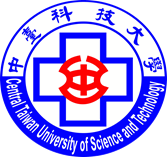 中臺科技大學
Central Taiwan University of Science and Technology